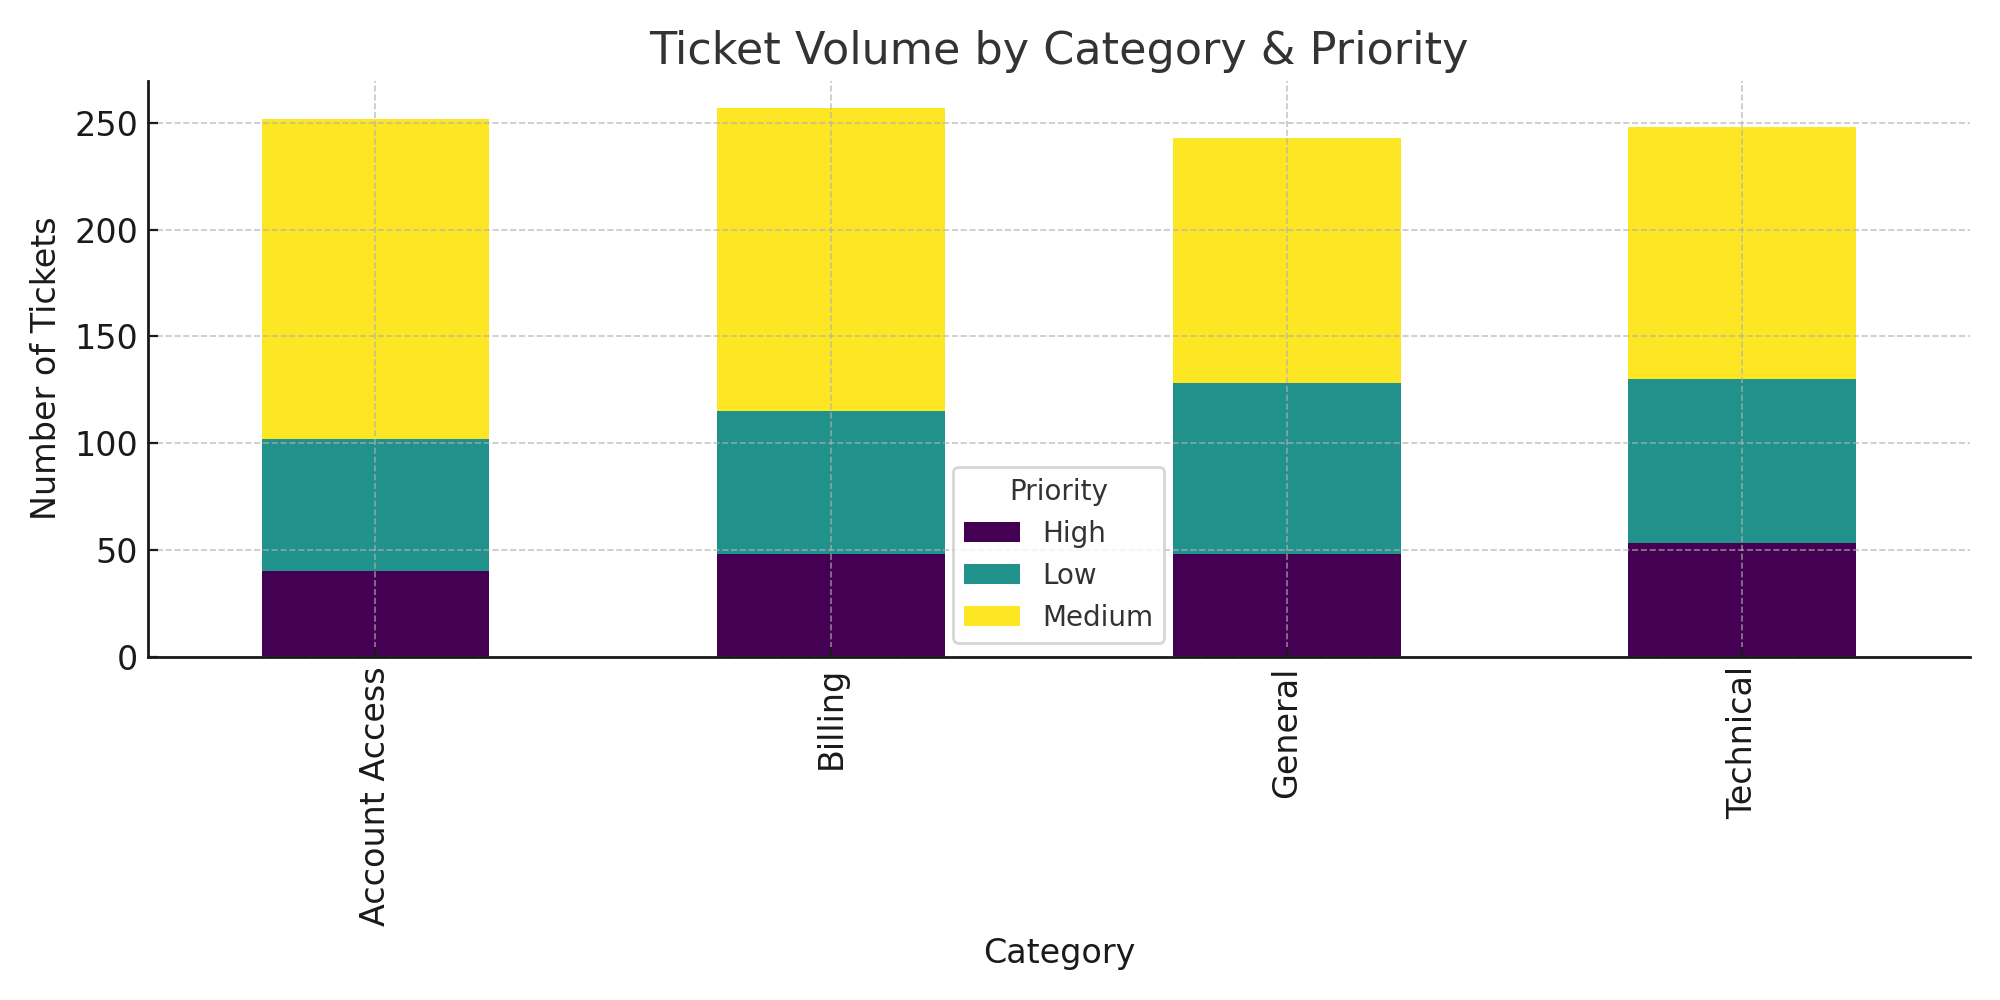 Ticket Volume by Category & Priority
Number of Tickets
250
200
150
100
50
0
Priority
High
Low
Medium
Account Access
Billing
General
Technical
Category